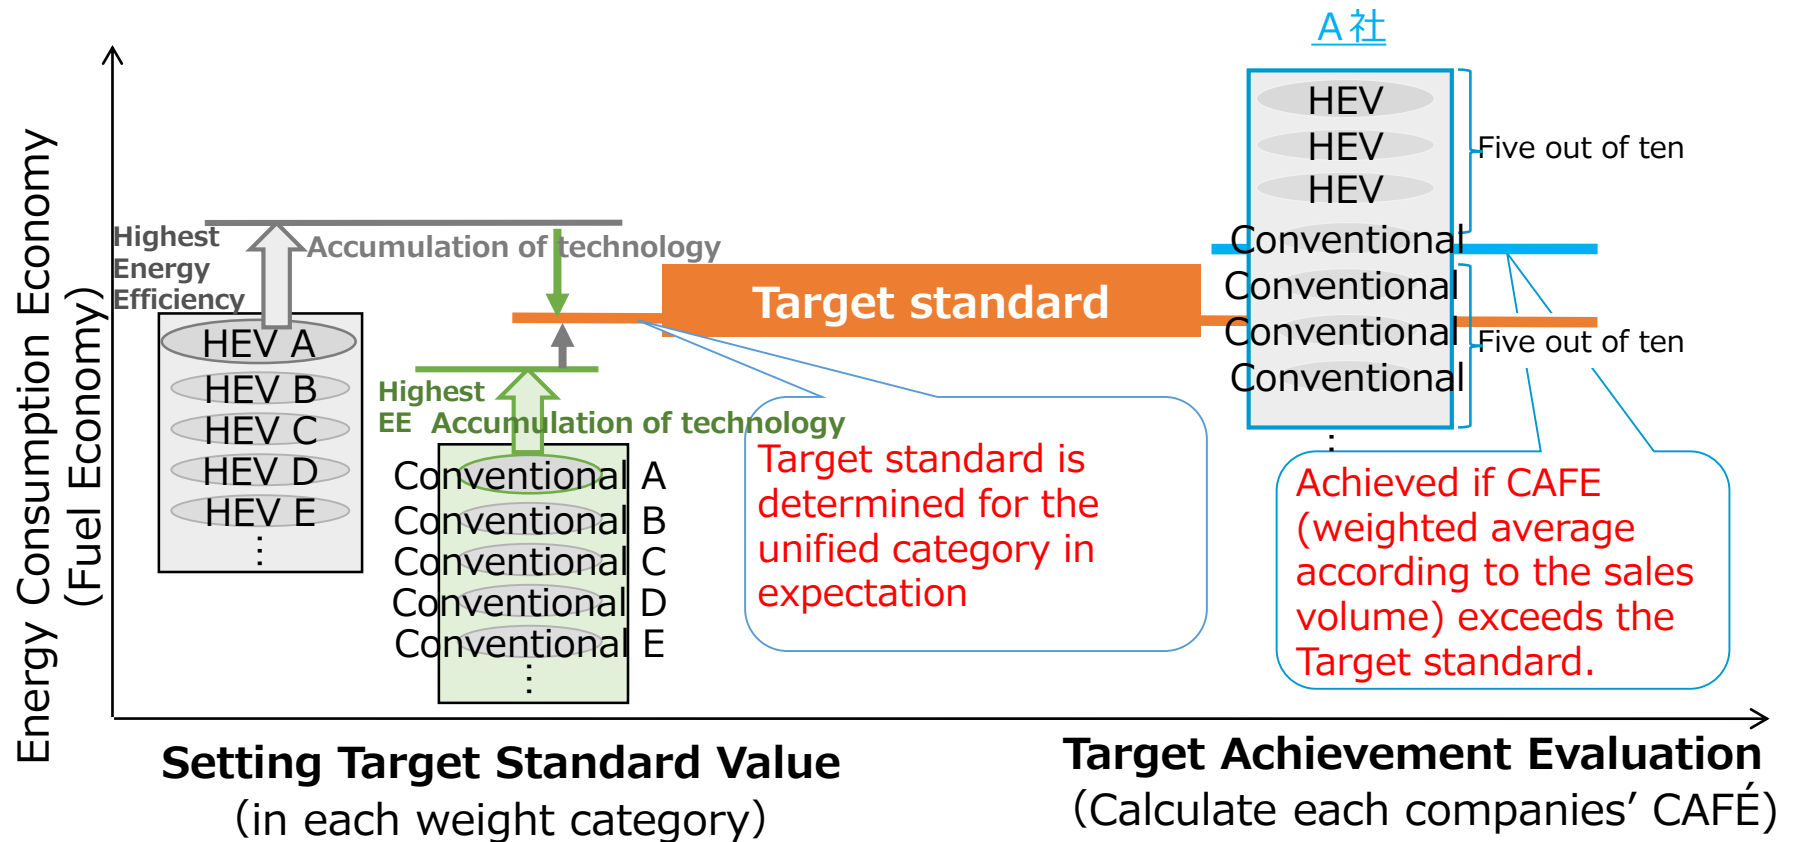 Energy Consumption Economy
(Fuel Economy)
Highest
Energy
Efficiency
Accumulation of technology
HEV A
HEV B
HEV C
HEV D
HEV E
⋮
Highest
EE
Accumulation of technology
Conventional A
Conventional B
Conventional C
Conventional D
Conventional E
⋮
Target standard
Target standard is
determined for the
unified category in
expectation
A社
HEV
HEV
HEV
Conventional
Conventional
Conventional
Conventional
⋮
Five out of ten
Five out of ten
Achieved if CAFE
(weighted average
according to the sales
volume) exceeds the
Target standard.
Setting Target Standard Value
（in each weight category）
Target Achievement Evaluation
（Calculate each companies’ CAFÉ)